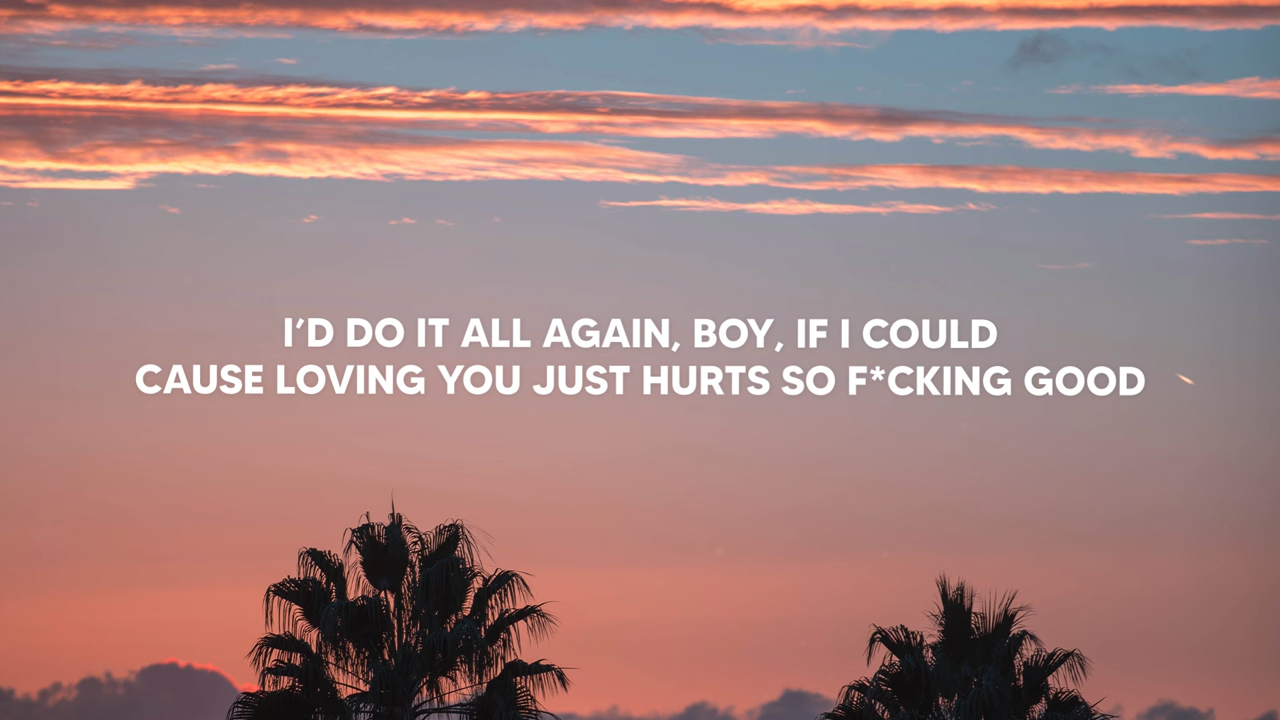 I'D DO IT ALL AGAIN, BOY, IF I COULD
CAUSE LOVING YOU JUST HURTS SO F*CKING GOOD